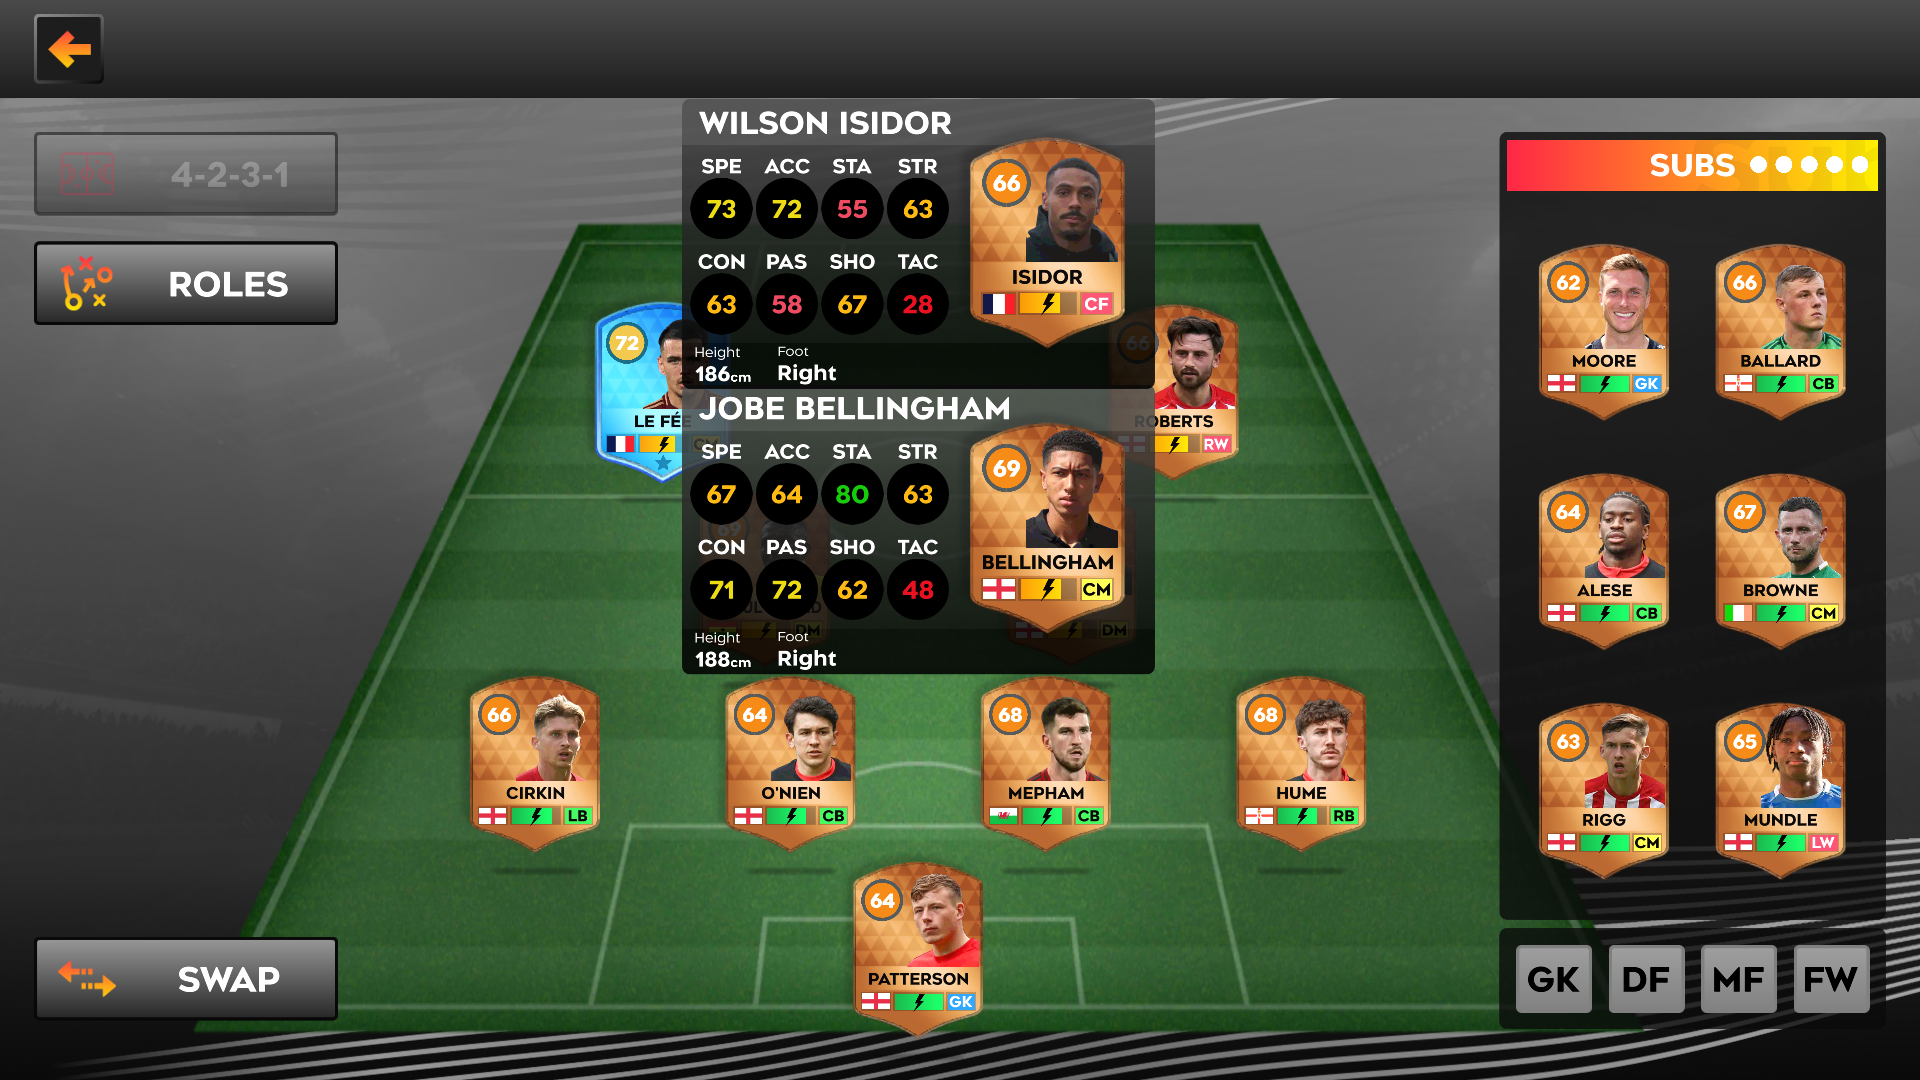 4-2-3-1
ROLES
SWAP
WILSON ISIDOR
SPE ACC STA STR
73 72 55 63
CON PAS SHO TAC
63 58 67 28
Height Foot
186cm Right
66
ISIDOR
CF
JOBE BELLINGHAM
SPE ACC STA STR
67 64 80 63
CON PAS SHO TAC
71 72 62 48
Height Foot
188cm Right
69
BELLINGHAM
CM
72
LE FÉE
CM
66
ROBERTS
RW
69
DM
DM
66
CIRKIN
LB
64
O'NIEN
CB
68
MEPHAM
CB
68
HUME
RB
64
PATTERSON
GK
SUBS
62
MOORE
GK
66
BALLARD
CB
64
ALESE
CB
67
BROWNE
CM
63
RIGG
CM
65
MUNDLE
LW
GK DF MF FW